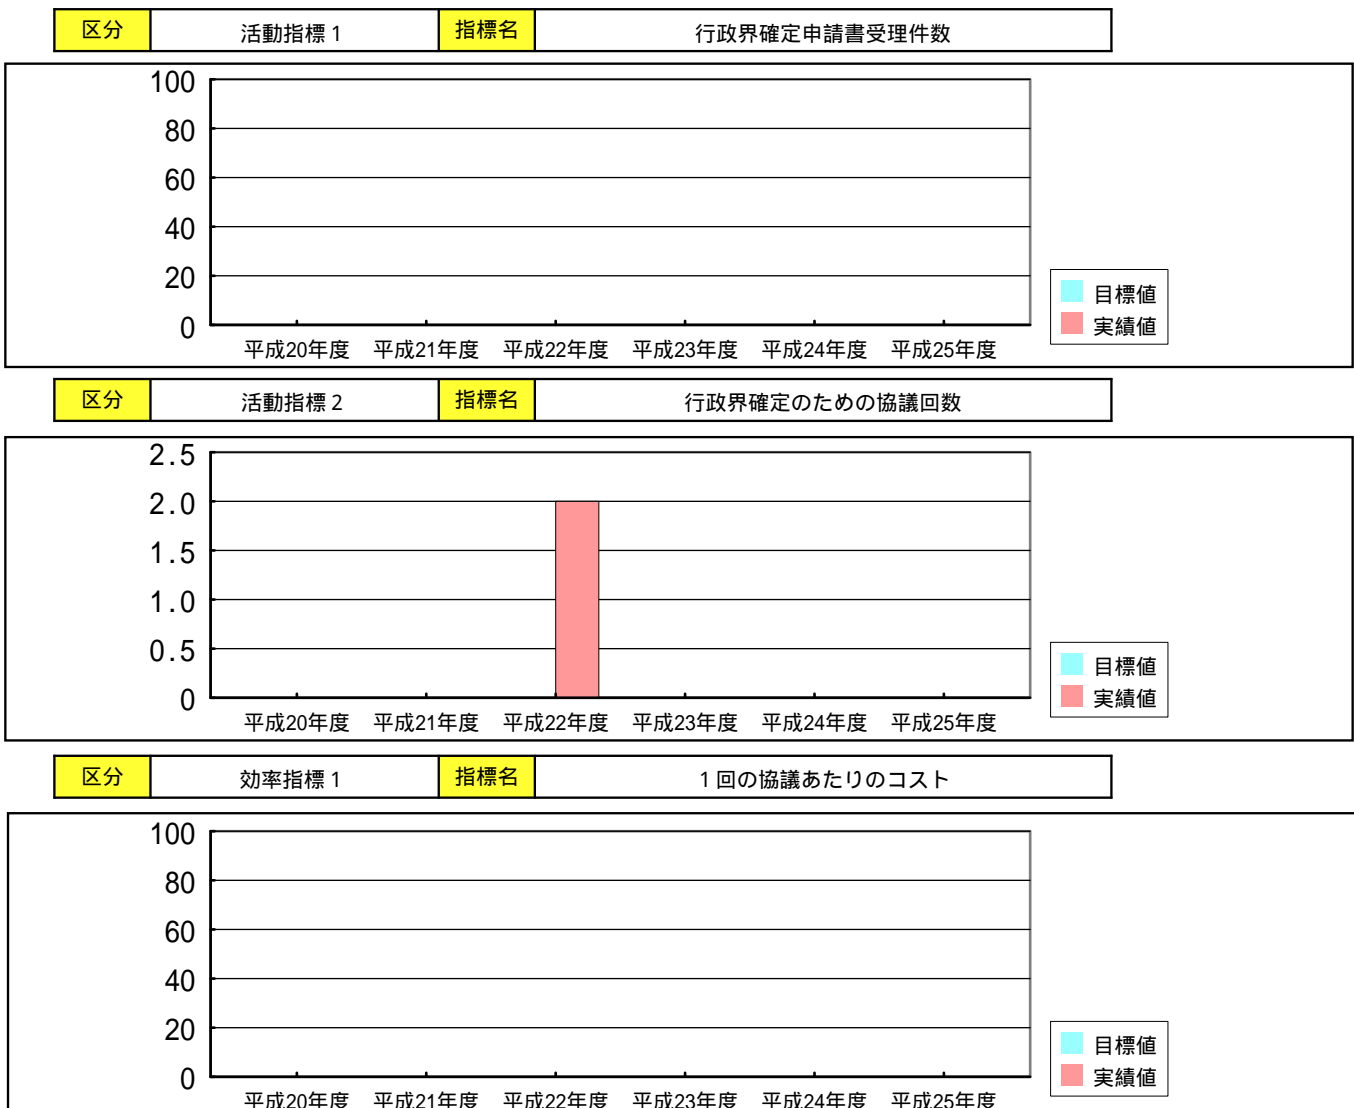 区分 活動指標1 指標名 行政界確定申請書受理件数
100
80
60
40
20
0
平成20年度 平成21年度 平成22年度 平成23年度 平成24年度 平成25年度
目標値
実績値
区分 活動指標2 指標名 行政界確定のための協議回数
2.5
2.0
1.5
1.0
0.5
0
平成20年度 平成21年度 平成22年度 平成23年度 平成24年度 平成25年度
目標値
実績値
区分 効率指標1 指標名 1回の協議あたりのコスト
100
80
60
40
20
0
平成20年度 平成21年度 平成22年度 平成23年度 平成24年度 平成25年度
目標値
実績値